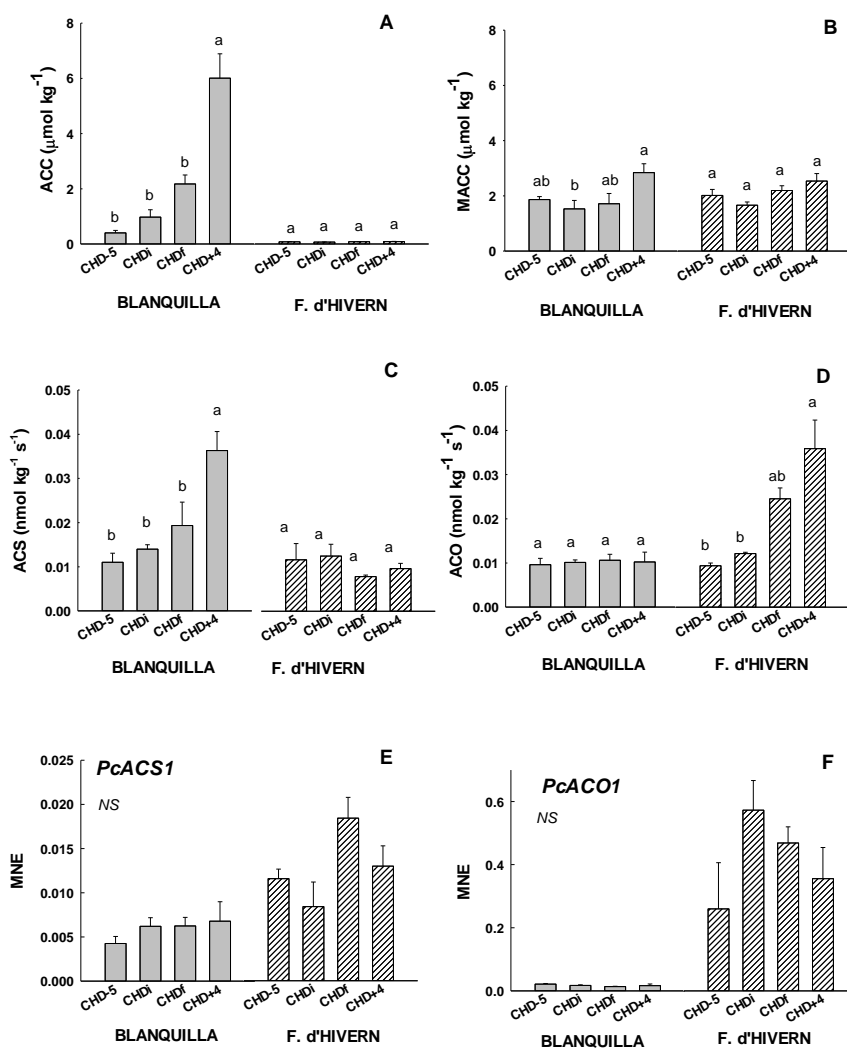 A
ACC (μmol kg⁻¹)
8
6
4
2
0
b
b
b
a
a
a
a
a
CHD-5
CHDi
CHDf
CHD+4
CHD-5
CHDi
CHDf
CHD+4
BLANQUILLA
F. d'HIVERN
B
MACC (μmol kg⁻¹)
8
6
4
2
0
ab
b
ab
a
a
a
a
a
CHD-5
CHDi
CHDf
CHD+4
CHD-5
CHDi
CHDf
CHD+4
BLANQUILLA
F. d'HIVERN
C
ACS (nmol kg⁻¹ s⁻¹)
0.05
0.04
0.03
0.02
0.01
0.00
b
b
b
a
a
a
a
a
CHD-5
CHDi
CHDf
CHD+4
CHD-5
CHDi
CHDf
CHD+4
BLANQUILLA
F. d'HIVERN
D
ACO (nmol kg⁻¹ s⁻¹)
0.05
0.04
0.03
0.02
0.01
0.00
a
a
a
a
b
b
ab
a
CHD-5
CHDi
CHDf
CHD+4
CHD-5
CHDi
CHDf
CHD+4
BLANQUILLA
F. d'HIVERN
E
PcACS1
NS
MNE
0.025
0.020
0.015
0.010
0.005
0.000
CHD-5
CHDi
CHDf
CHD+4
CHD-5
CHDi
CHDf
CHD+4
BLANQUILLA
F. d'HIVERN
F
PcACO1
NS
MNE
0.6
0.4
0.2
0.0
CHD-5
CHDi
CHDf
CHD+4
CHD-5
CHDi
CHDf
CHD+4
BLANQUILLA
F. d'HIVERN